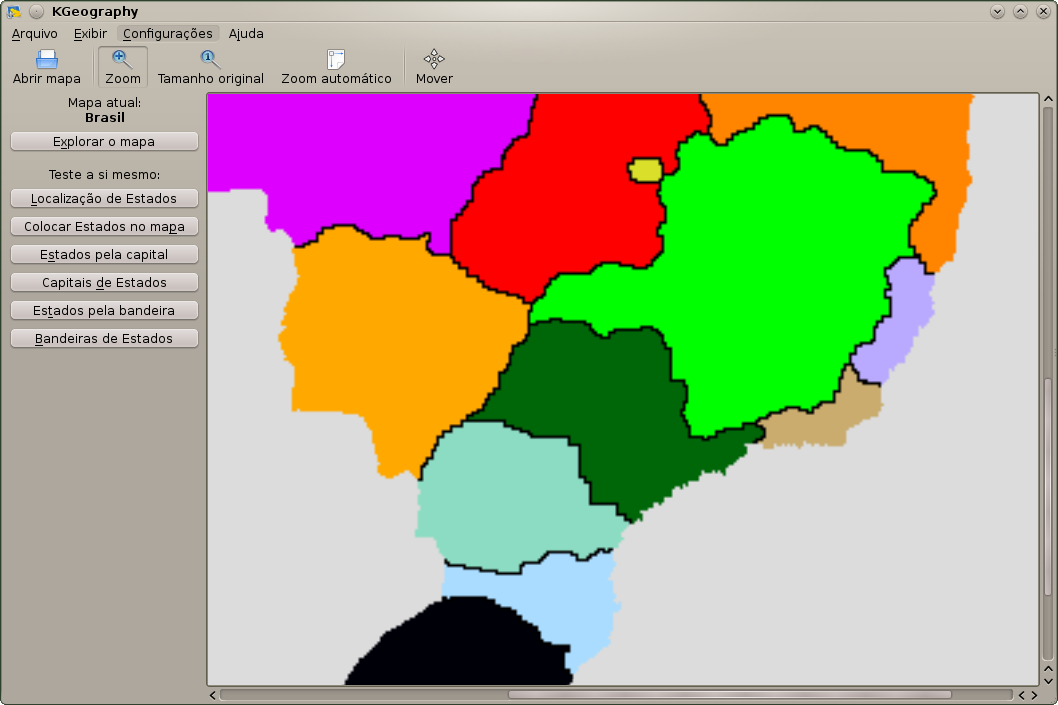 KGeography
Arquivo Exibir Configurações Ajuda
Abrir mapa Zoom Tamanho original Zoom automático Mover
Mapa atual:
Brasil
Explorar o mapa
Teste a si mesmo:
Localização de Estados
Colocar Estados no mapa
Estados pela capital
Capitais de Estados
Estados pela bandeira
Bandeiras de Estados